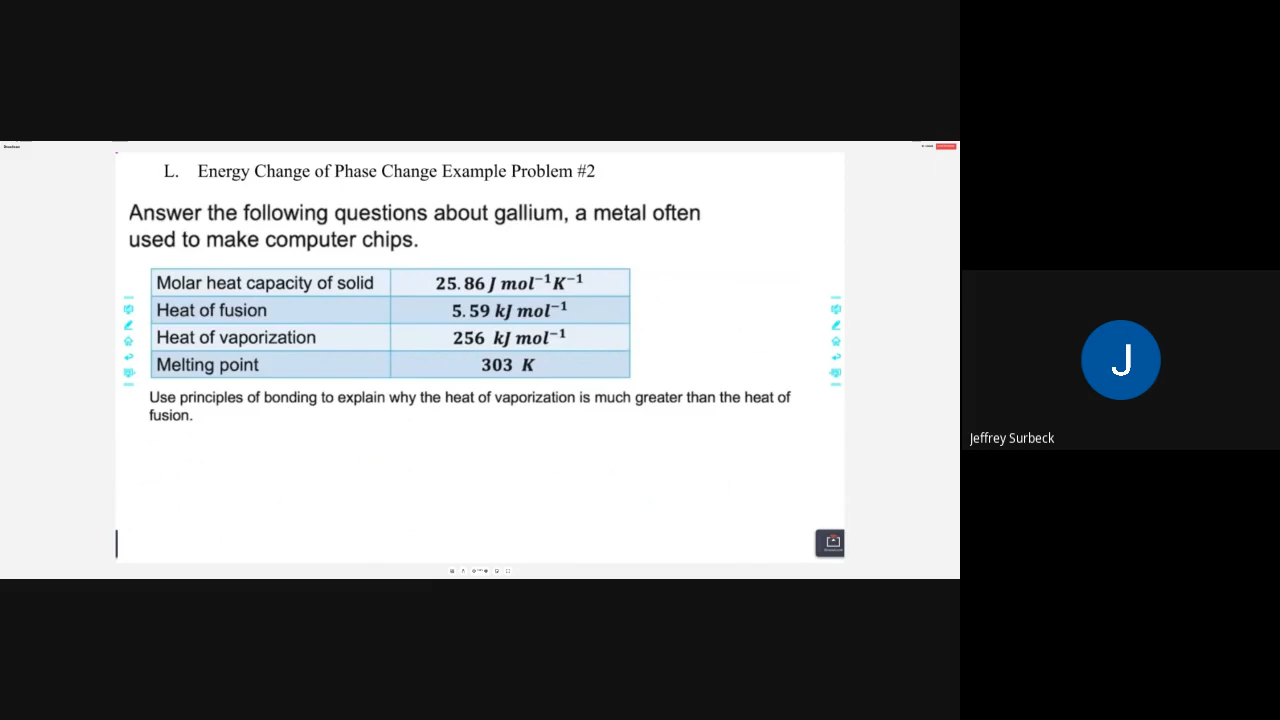 L. Energy Change of Phase Change Example Problem #2
Answer the following questions about gallium, a metal often
used to make computer chips.
Molar heat capacity of solid 25.86 J mol⁻¹K⁻¹
Heat of fusion 5.59 kJ mol⁻¹
Heat of vaporization 256 kJ mol⁻¹
Melting point 303 K
Use principles of bonding to explain why the heat of vaporization is much greater than the heat of
fusion.
J
Jeffrey Surbeck